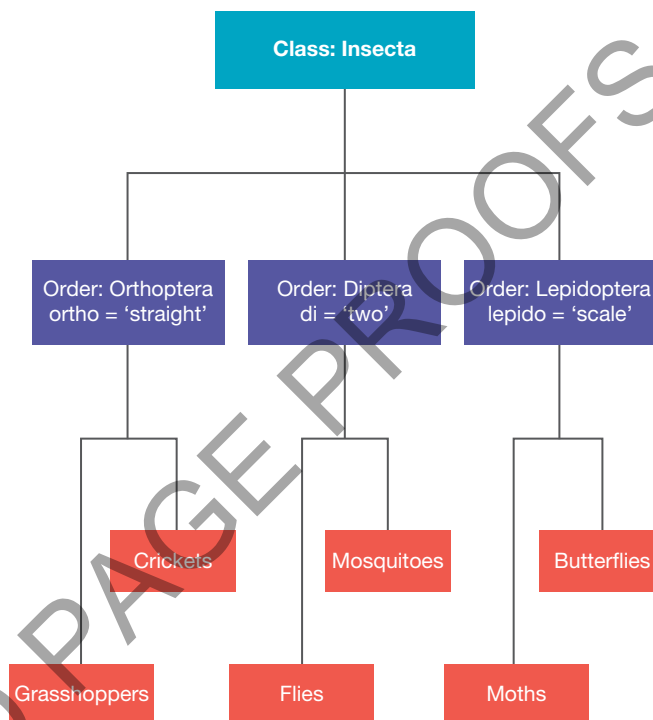 Class: Insecta
Order: Orthoptera
ortho = ‘straight’
Order: Diptera
di = ‘two’
Order: Lepidoptera
lepido = ‘scale’
Crickets
Mosquitoes
Butterflies
Grasshoppers
Flies
Moths
PAGE PROOFS